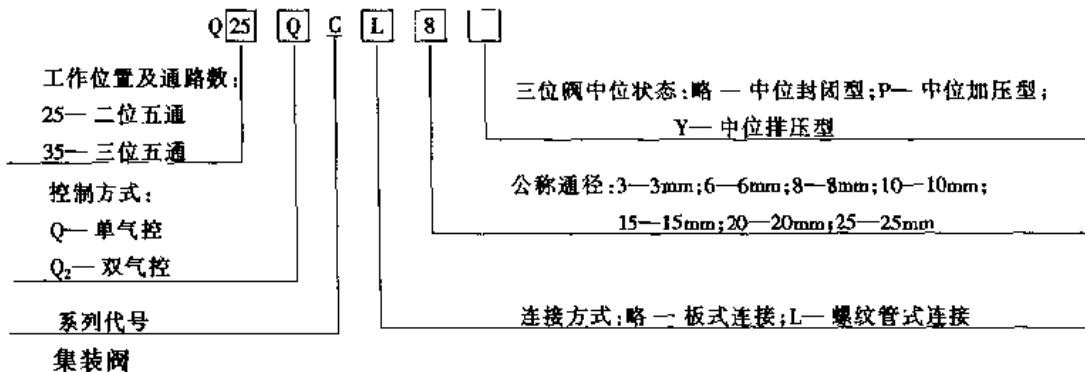 Q 25 Q C L 8
工作位置及通路数:
25—二位五通
35—三位五通
控制方式:
Q—单气控
Q₂—双气控
系列代号
集装阀
三位阀中位状态:略—中位封闭型;P—中位加压型;
Y—中位排压型
公称通径:3—3mm;6—6mm;8—8mm;10—10mm;
15—15mm;20—20mm;25—25mm
连接方式:略—板式连接;L—螺纹管式连接